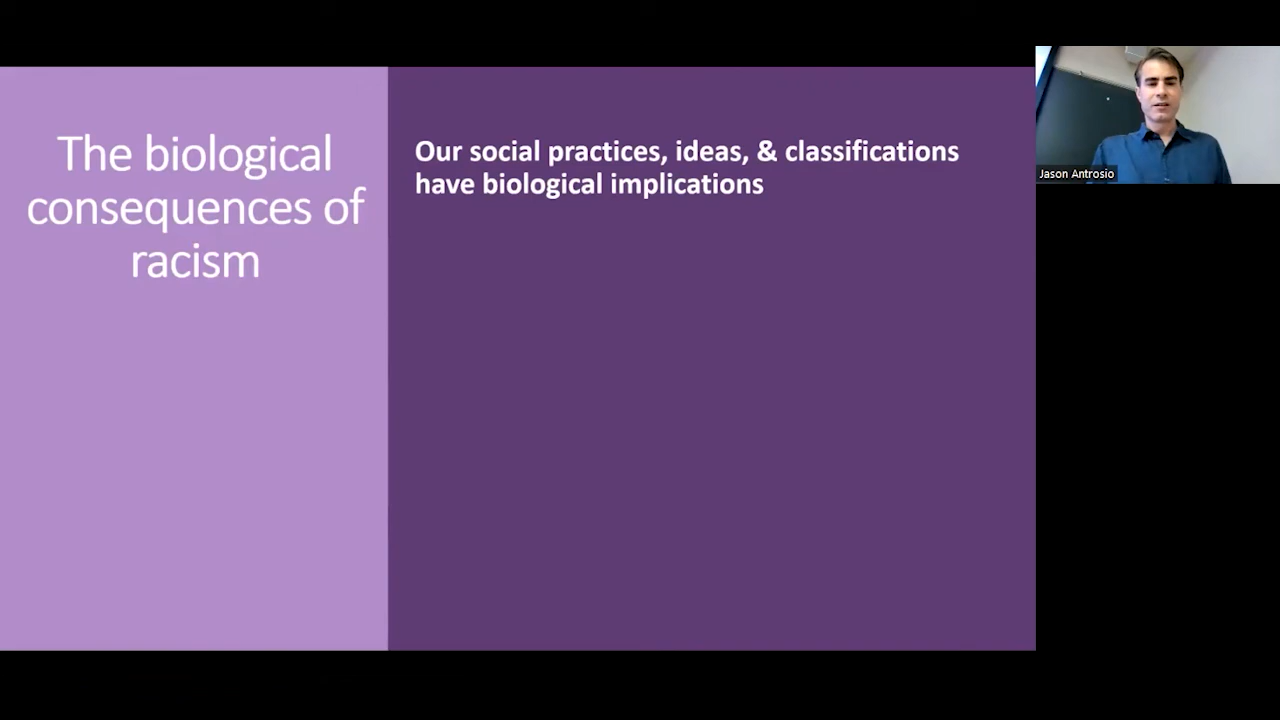 The biological
consequences of
racism
Our social practices, ideas, & classifications
have biological implications
Jason Antrosio